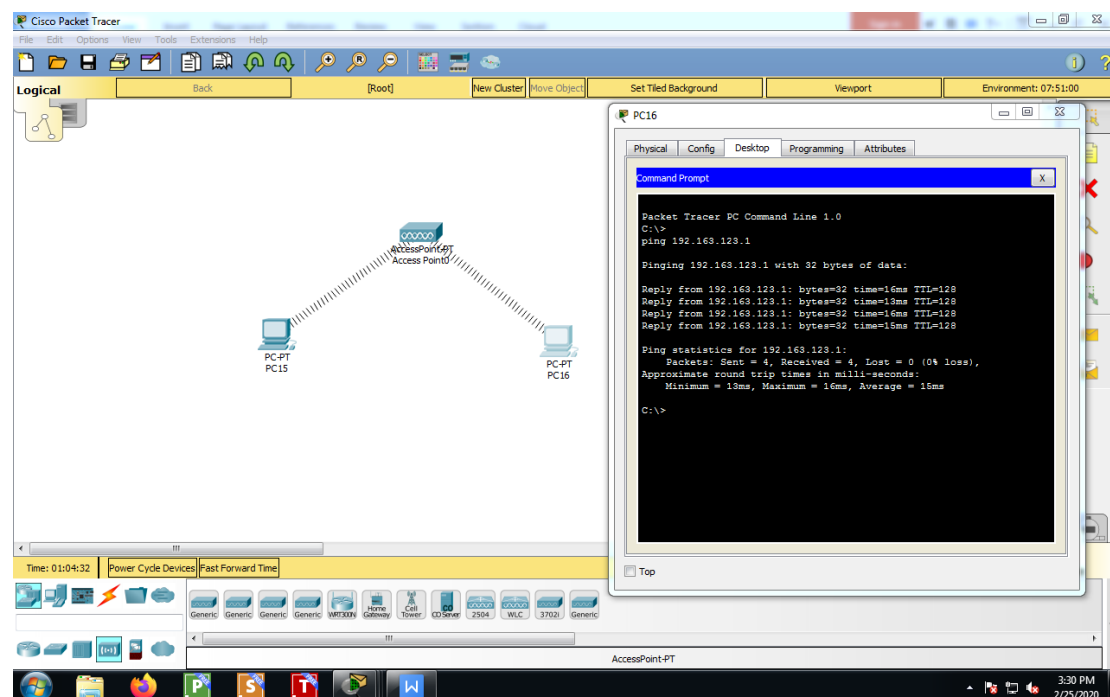 Cisco Packet Tracer
File Edit Options View Tools Extensions Help
Logical
Back
[Root]
New Cluster
Move Object
Set Tiled Background
Viewport
Environment: 07:51:00
AccessPoint-PT
Access Point0
PC-PT
PC15
PC-PT
PC16
PC16
Physical Config Desktop Programming Attributes
Command Prompt
X
Packet Tracer PC Command Line 1.0
C:\>
ping 192.163.123.1
Pinging 192.163.123.1 with 32 bytes of data:
Reply from 192.163.123.1: bytes=32 time=16ms TTL=128
Reply from 192.163.123.1: bytes=32 time=13ms TTL=128
Reply from 192.163.123.1: bytes=32 time=16ms TTL=128
Reply from 192.163.123.1: bytes=32 time=15ms TTL=128
Ping statistics for 192.163.123.1:
Packets: Sent = 4, Received = 4, Lost = 0 (0% loss),
Approximate round trip times in milli-seconds:
Minimum = 13ms, Maximum = 16ms, Average = 15ms
C:\>
Top
Time: 01:04:32
Power Cycle Devices
Fast Forward Time
Generic Generic Generic Generic WRT300N Home Gateway Cell Tower CO Server 2504 WLC 3702i Generic
AccessPoint-PT
3:30 PM
2/25/2020